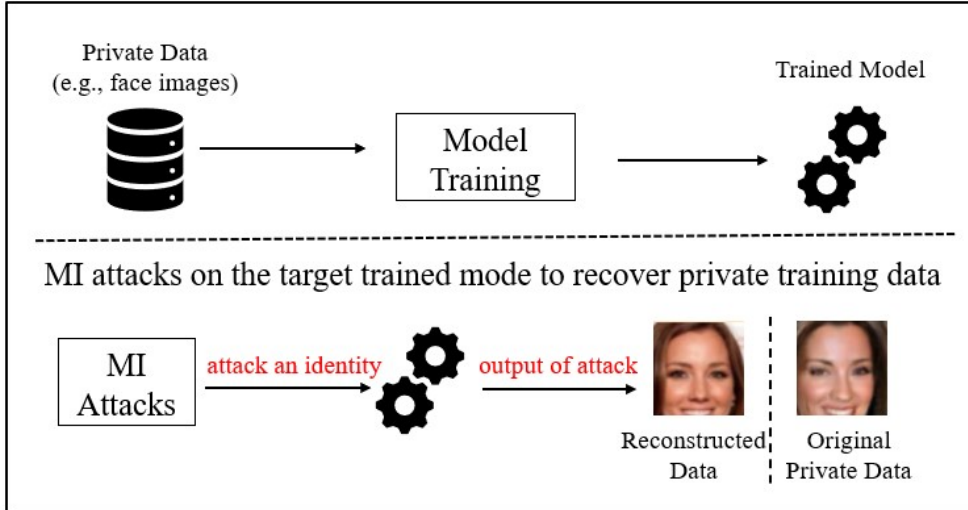 Private Data
(e.g., face images)
Trained Model
Model
Training
MI attacks on the target trained mode to recover private training data
MI
Attacks
attack an identity
output of attack
Reconstructed
Data
Original
Private Data